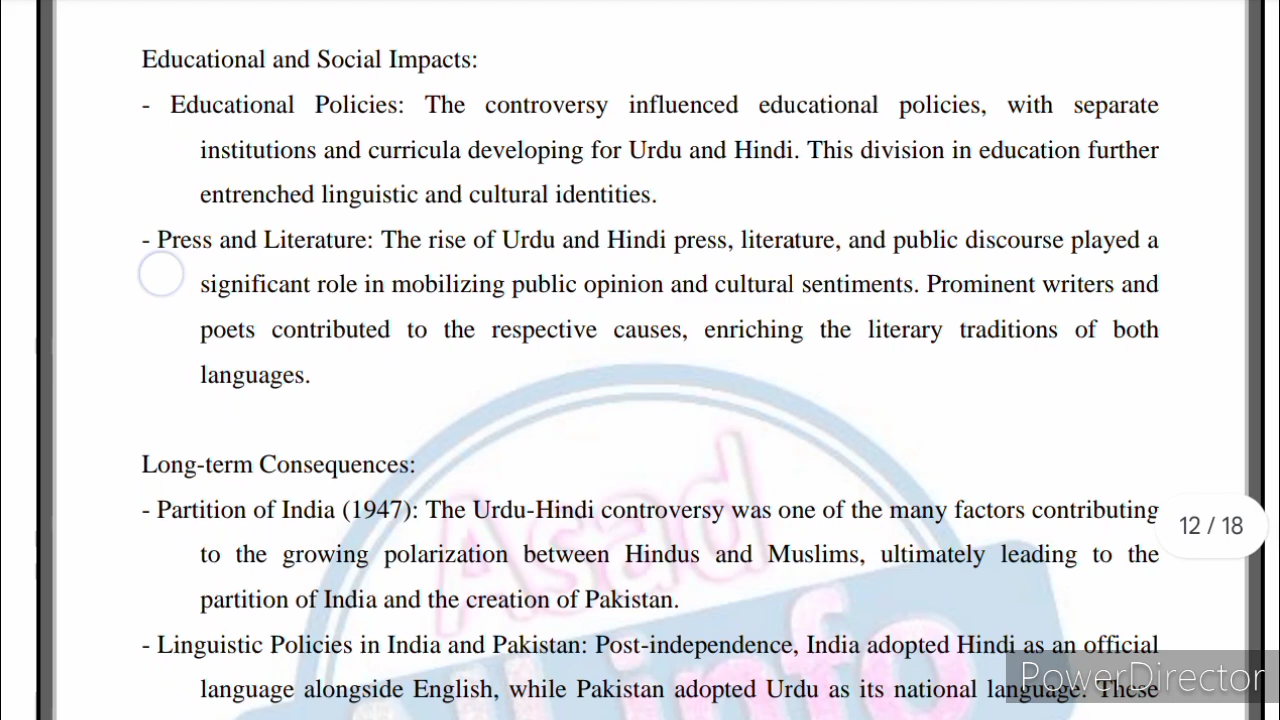 Educational and Social Impacts:
- Educational Policies: The controversy influenced educational policies, with separate
institutions and curricula developing for Urdu and Hindi. This division in education further
entrenched linguistic and cultural identities.
- Press and Literature: The rise of Urdu and Hindi press, literature, and public discourse played a
significant role in mobilizing public opinion and cultural sentiments. Prominent writers and
poets contributed to the respective causes, enriching the literary traditions of both
languages.
Long-term Consequences:
- Partition of India (1947): The Urdu-Hindi controversy was one of the many factors contributing
12 / 18
to the growing polarization between Hindus and Muslims, ultimately leading to the
partition of India and the creation of Pakistan.
- Linguistic Policies in India and Pakistan: Post-independence, India adopted Hindi as an official
language alongside English, while Pakistan adopted Urdu as its national language. These
PowerDirector
Asad
All info